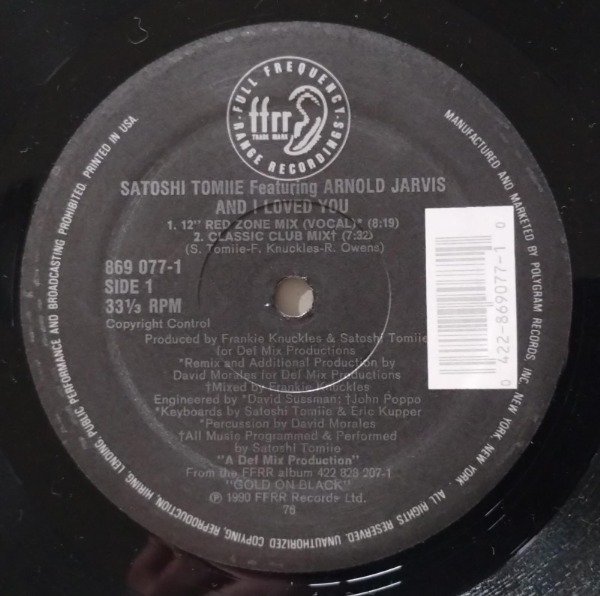 · FULL FREQUENCY ·
RANGE RECORDINGS
ffrr
TRADE MARK
SATOSHI TOMIIE Featuring ARNOLD JARVIS
AND I LOVED YOU
1. 12" RED ZONE MIX (VOCAL)* (8:19)
2. CLASSIC CLUB MIX† (7:32)
(S. Tomiie-F. Knuckles-R. Owens)
869 077-1
SIDE 1
33⅓ RPM
Copyright Control
Produced by Frankie Knuckles & Satoshi Tomiie
for Def Mix Productions
*Remix and Additional Production by
David Morales for Def Mix Productions
†Mixed by Frankie Knuckles
Engineered by *David Sussman; †John Poppo
*Keyboards by Satoshi Tomiie & Eric Kupper
*Percussion by David Morales
†All Music Programmed & Performed
by Satoshi Tomiie
"A Def Mix Production"
From the FFRR album 422 828 207-1
"GOLD ON BLACK"
℗ 1990 FFRR Records Ltd.
76
0 422-869077-1 0
MANUFACTURED AND MARKETED BY POLYGRAM RECORDS INC. NEW YORK, NEW YORK · ALL RIGHTS RESERVED. UNAUTHORIZED COPYING, REPRODUCTION, HIRING, LENDING, PUBLIC PERFORMANCE AND BROADCASTING PROHIBITED. PRINTED IN USA.